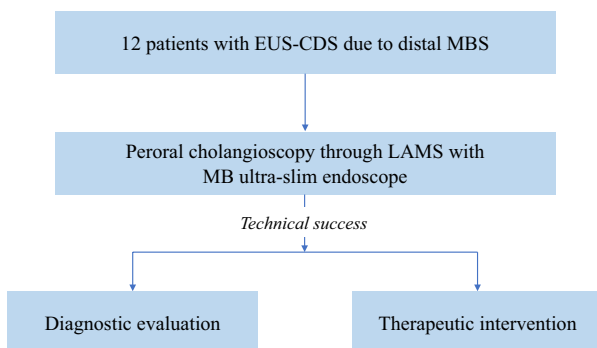 12 patients with EUS-CDS due to distal MBS
Peroral cholangioscopy through LAMS with
MB ultra-slim endoscope
Technical success
Diagnostic evaluation
Therapeutic intervention